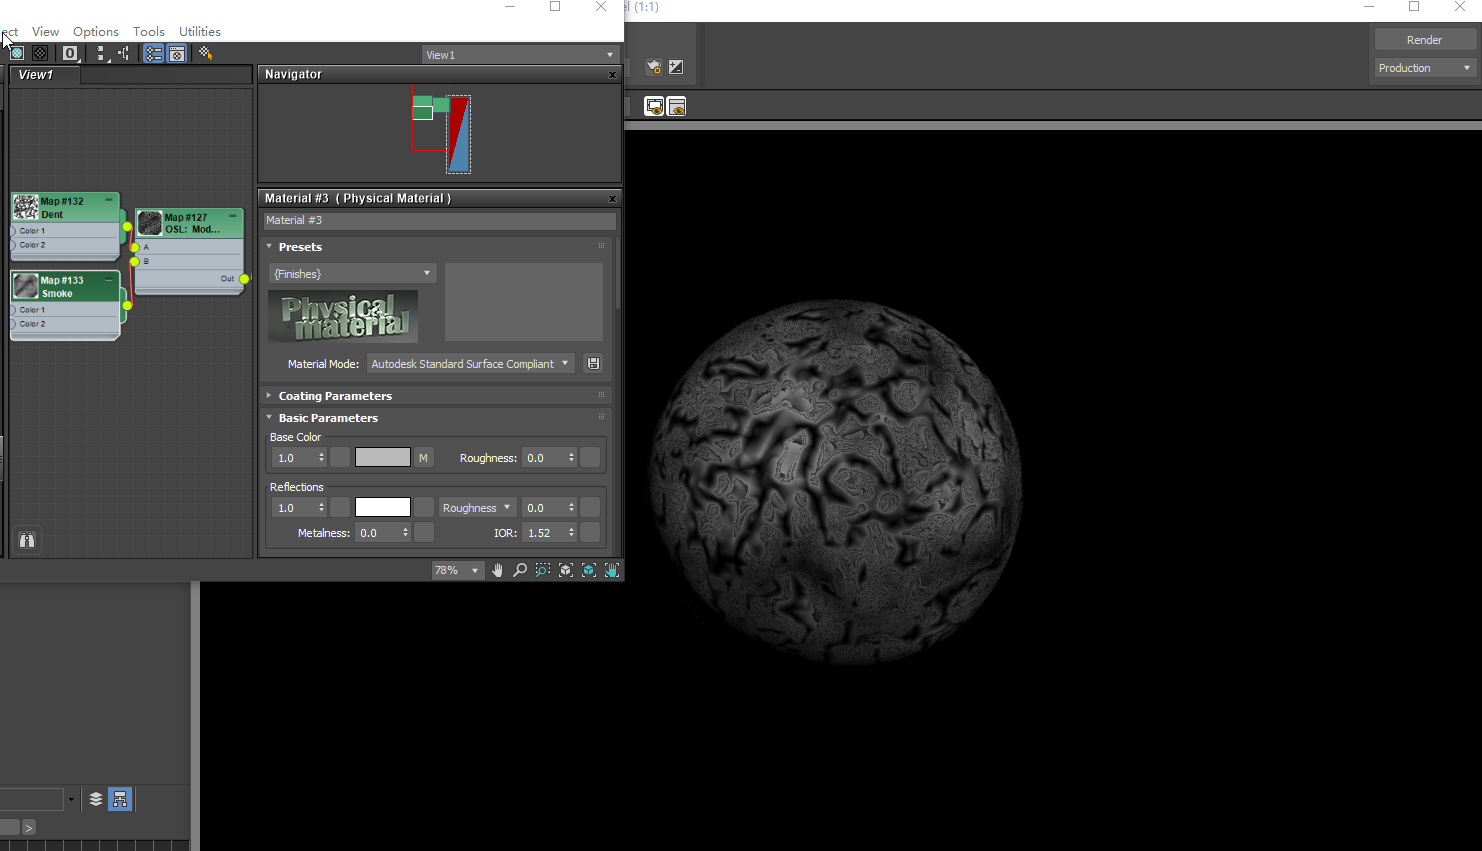 el (1:1)
ect View Options Tools Utilities
Render
View1
Production
View1
Navigator
Map #132
Dent
Color 1
Color 2
Map #127
OSL: Mod...
A
B
Out
Map #133
Smoke
Color 1
Color 2
Material #3 ( Physical Material )
Material #3
Presets
{Finishes}
Physical
material
Material Mode: Autodesk Standard Surface Compliant
Coating Parameters
Basic Parameters
Base Color
1.0 M Roughness: 0.0
Reflections
1.0 Roughness 0.0
Metalness: 0.0 IOR: 1.52
78%
>